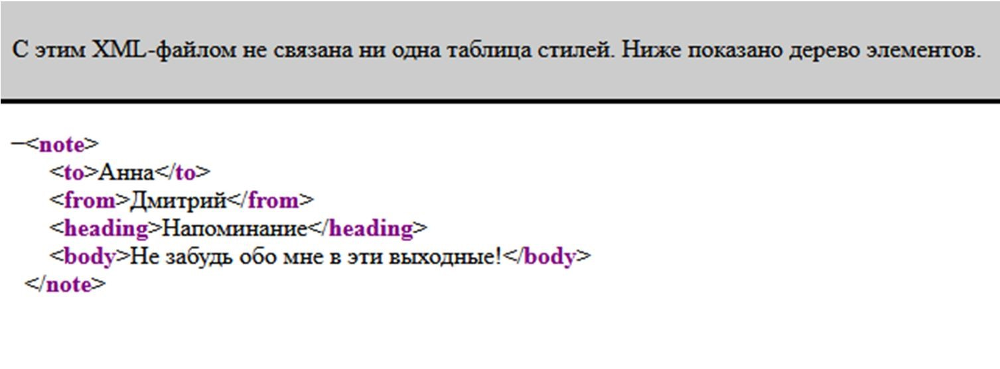 С этим XML-файлом не связана ни одна таблица стилей. Ниже показано дерево элементов.
—<note>
<to>Анна</to>
<from>Дмитрий</from>
<heading>Напоминание</heading>
<body>Не забудь обо мне в эти выходные!</body>
</note>